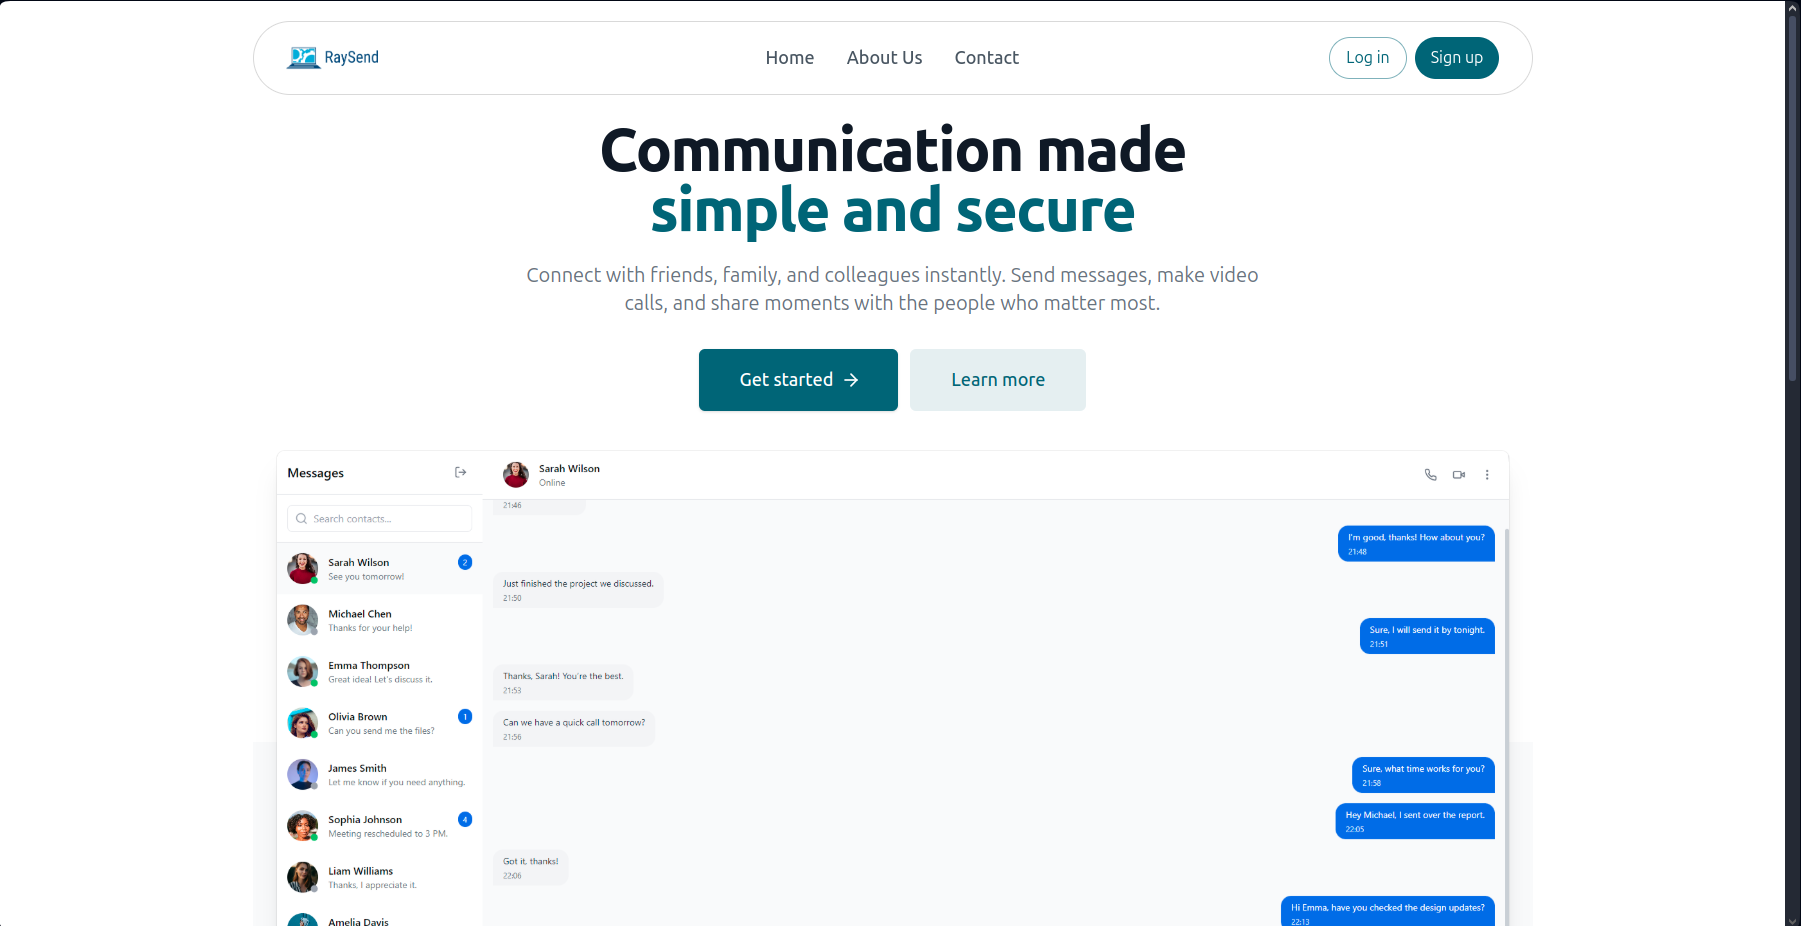 RaySend
Home
About Us
Contact
Log in
Sign up
Communication made
simple and secure
Connect with friends, family, and colleagues instantly. Send messages, make video
calls, and share moments with the people who matter most.
Get started →
Learn more
Messages
Search contacts...
Sarah Wilson
2
See you tomorrow!
Michael Chen
Thanks for your help!
Emma Thompson
Great idea! Let's discuss it.
Olivia Brown
1
Can you send me the files?
James Smith
Let me know if you need anything.
Sophia Johnson
4
Meeting rescheduled to 3 PM.
Liam Williams
Thanks, I appreciate it.
Amelia Davis
Sarah Wilson
Online
21:46
I'm good, thanks! How about you?
21:48
Just finished the project we discussed.
21:50
Sure, I will send it by tonight.
21:51
Thanks, Sarah! You're the best.
21:53
Can we have a quick call tomorrow?
21:56
Sure, what time works for you?
21:58
Hey Michael, I sent over the report.
22:05
Got it, thanks!
22:06
Hi Emma, have you checked the design updates?
22:13